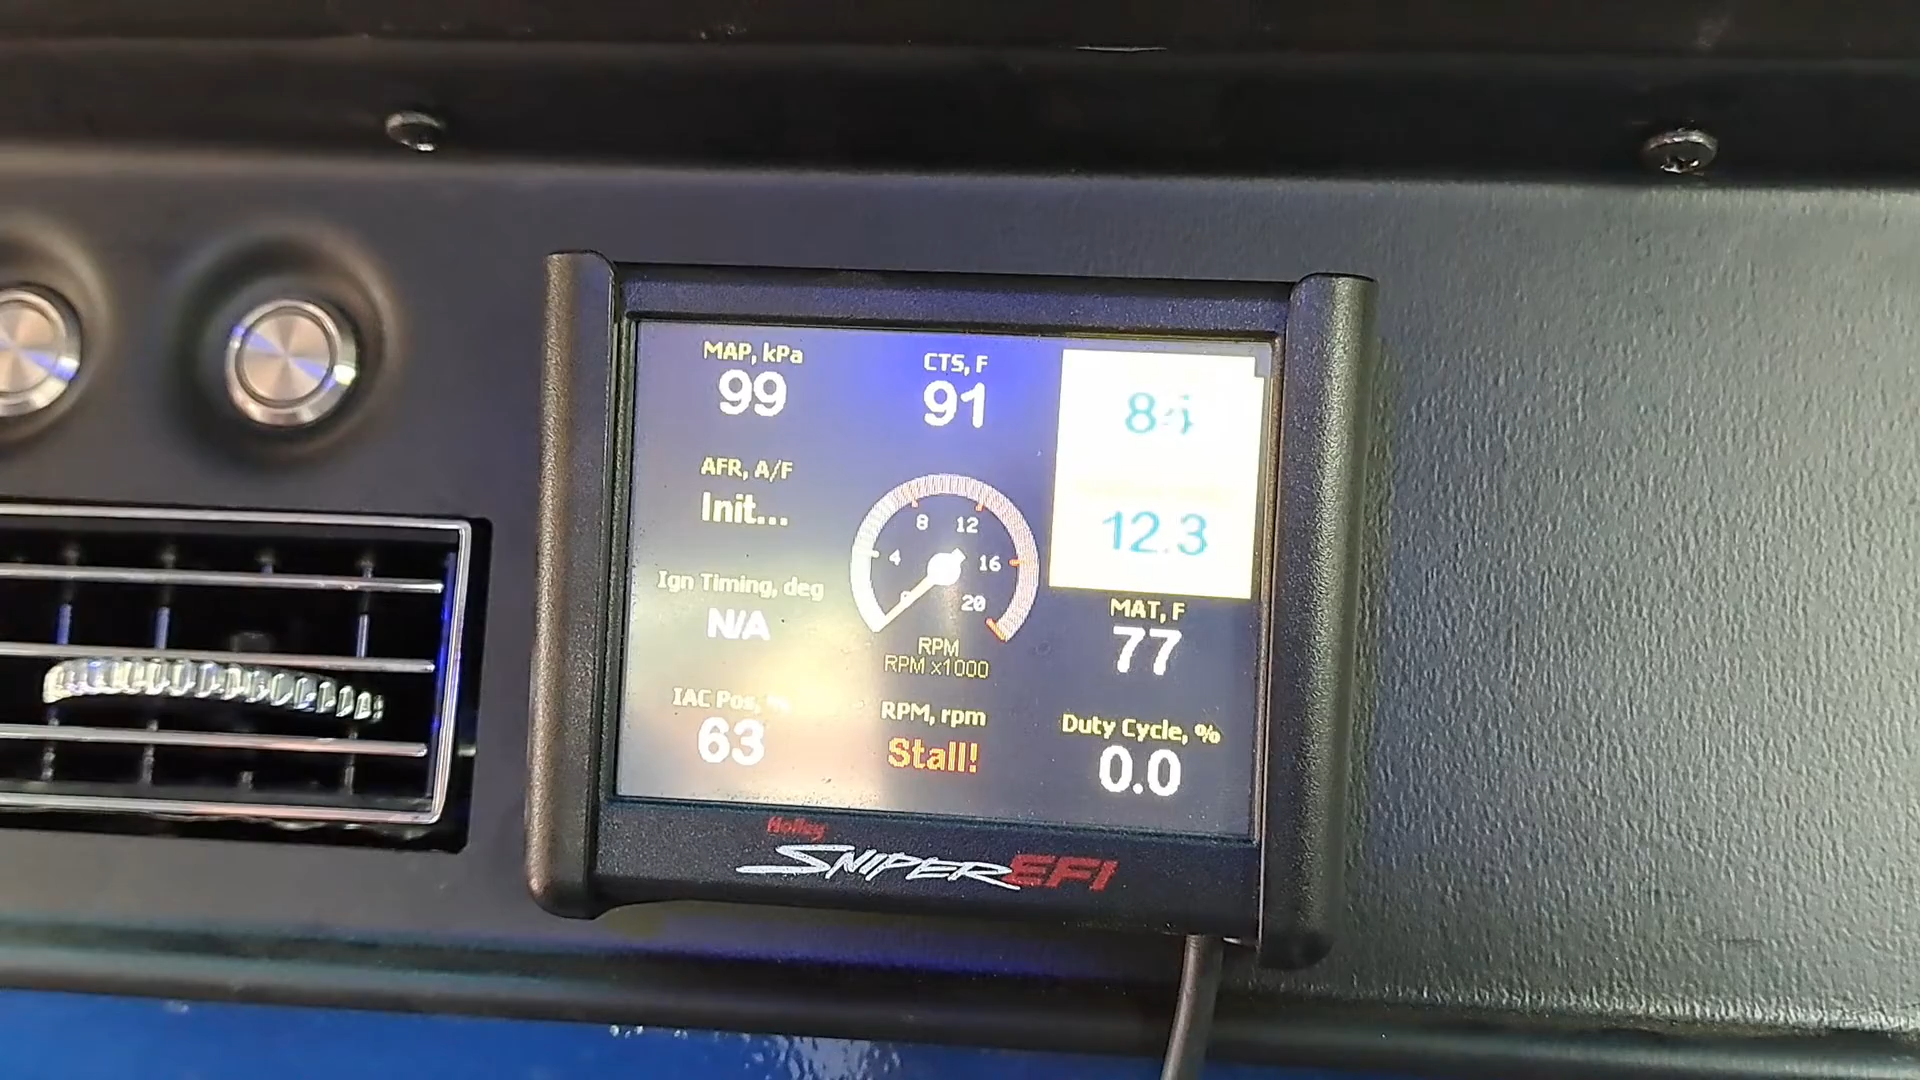 MAP, kPa
99
CTS, F
91
AFR, A/F
Init...
12.3
Ign Timing, deg
N/A
0 4 8 12 16 20
RPM
RPM x1000
MAT, F
77
IAC Pos,
63
RPM, rpm
Stall!
Duty Cycle, %
0.0
Holley
SNIPER EFI